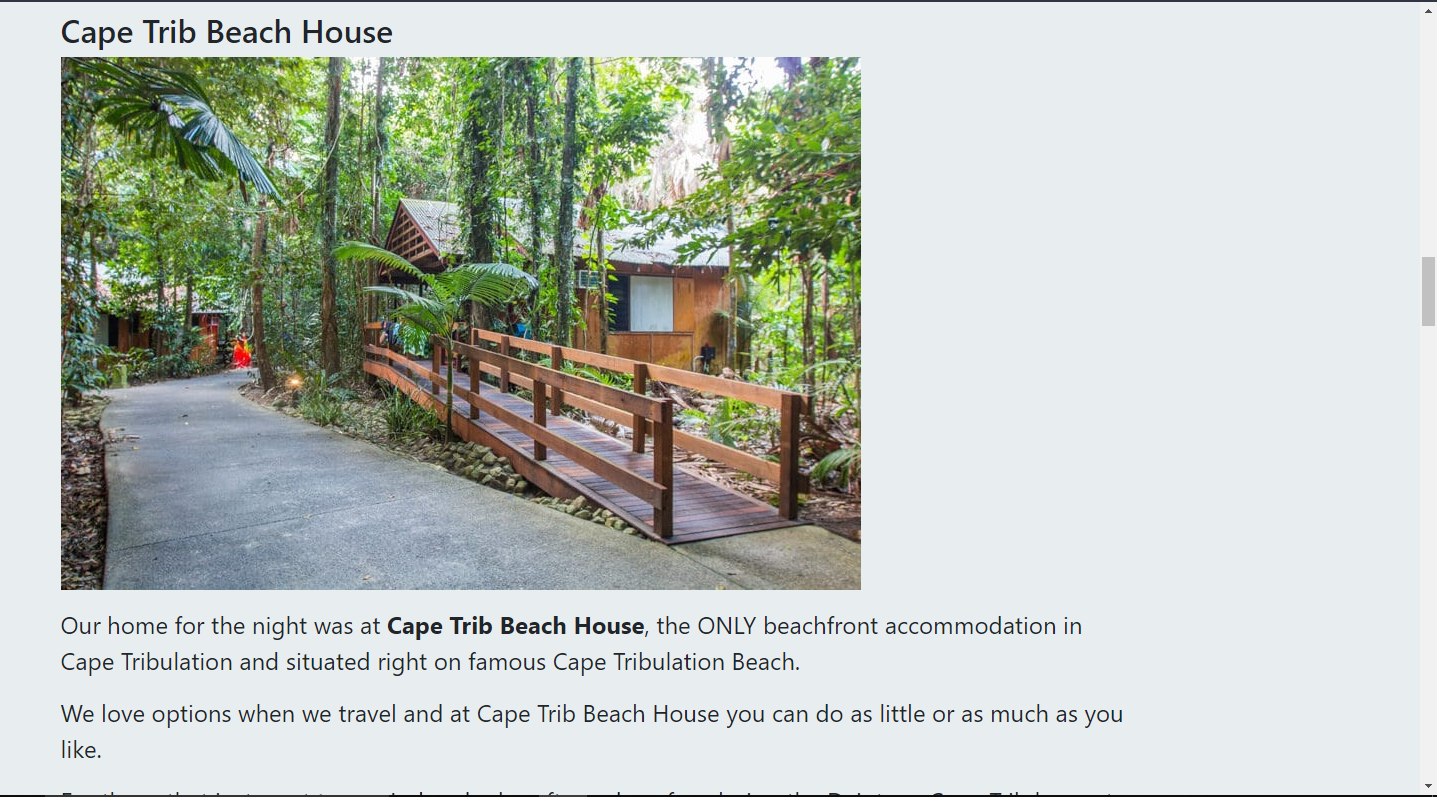 Cape Trib Beach House
Our home for the night was at Cape Trib Beach House, the ONLY beachfront accommodation in
Cape Tribulation and situated right on famous Cape Tribulation Beach.
We love options when we travel and at Cape Trib Beach House you can do as little or as much as you
like.